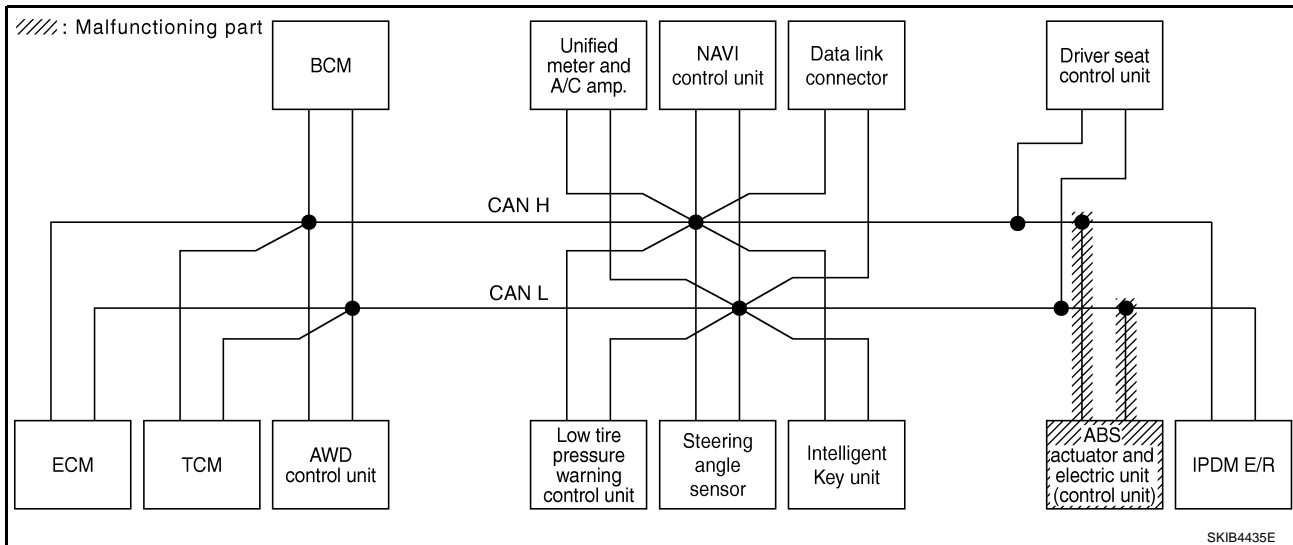 : Malfunctioning part
BCM
Unified
meter and
A/C amp.
NAVI
control unit
Data link
connector
Driver seat
control unit
CAN H
CAN L
ECM
TCM
AWD
control unit
Low tire
pressure
warning
control unit
Steering
angle
sensor
Intelligent
Key unit
ABS
actuator and
electric unit
(control unit)
IPDM E/R
SKIB4435E